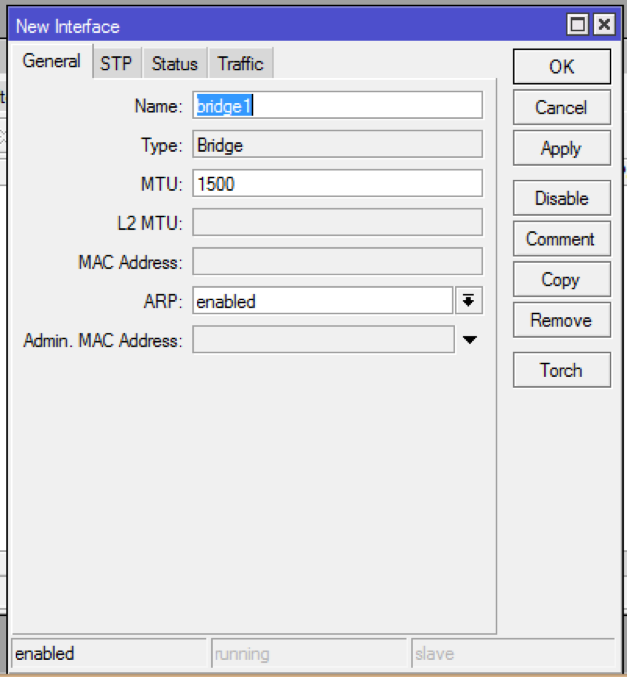 New Interface
General STP Status Traffic
Name: bridge1
Type: Bridge
MTU: 1500
L2 MTU:
MAC Address:
ARP: enabled
Admin. MAC Address:
OK
Cancel
Apply
Disable
Comment
Copy
Remove
Torch
enabled running slave